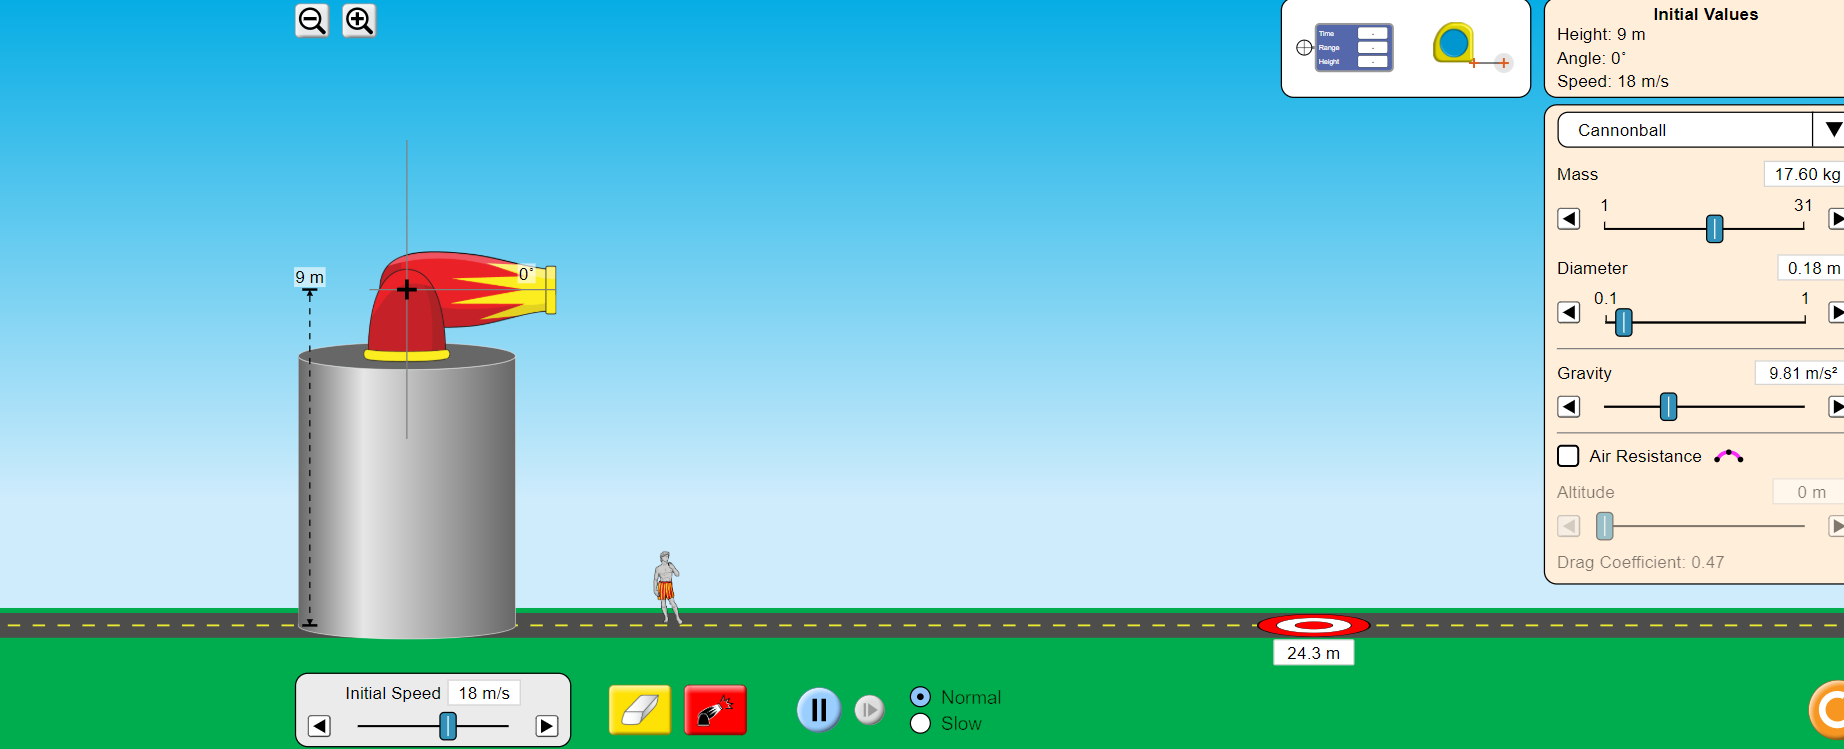 Time -
Range -
Height -
Initial Values
Height: 9 m
Angle: 0°
Speed: 18 m/s
Cannonball
Mass 17.60 kg
1 31
Diameter 0.18 m
0.1 1
Gravity 9.81 m/s²
Air Resistance
Altitude 0 m
Drag Coefficient: 0.47
9 m
0°
24.3 m
Initial Speed 18 m/s
Normal
Slow